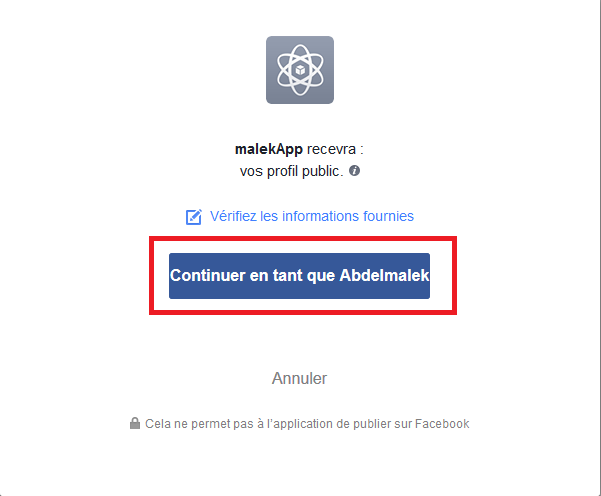 malekApp recevra :
vos profil public.
Vérifiez les informations fournies
Continuer en tant que Abdelmalek
Annuler
Cela ne permet pas à l'application de publier sur Facebook